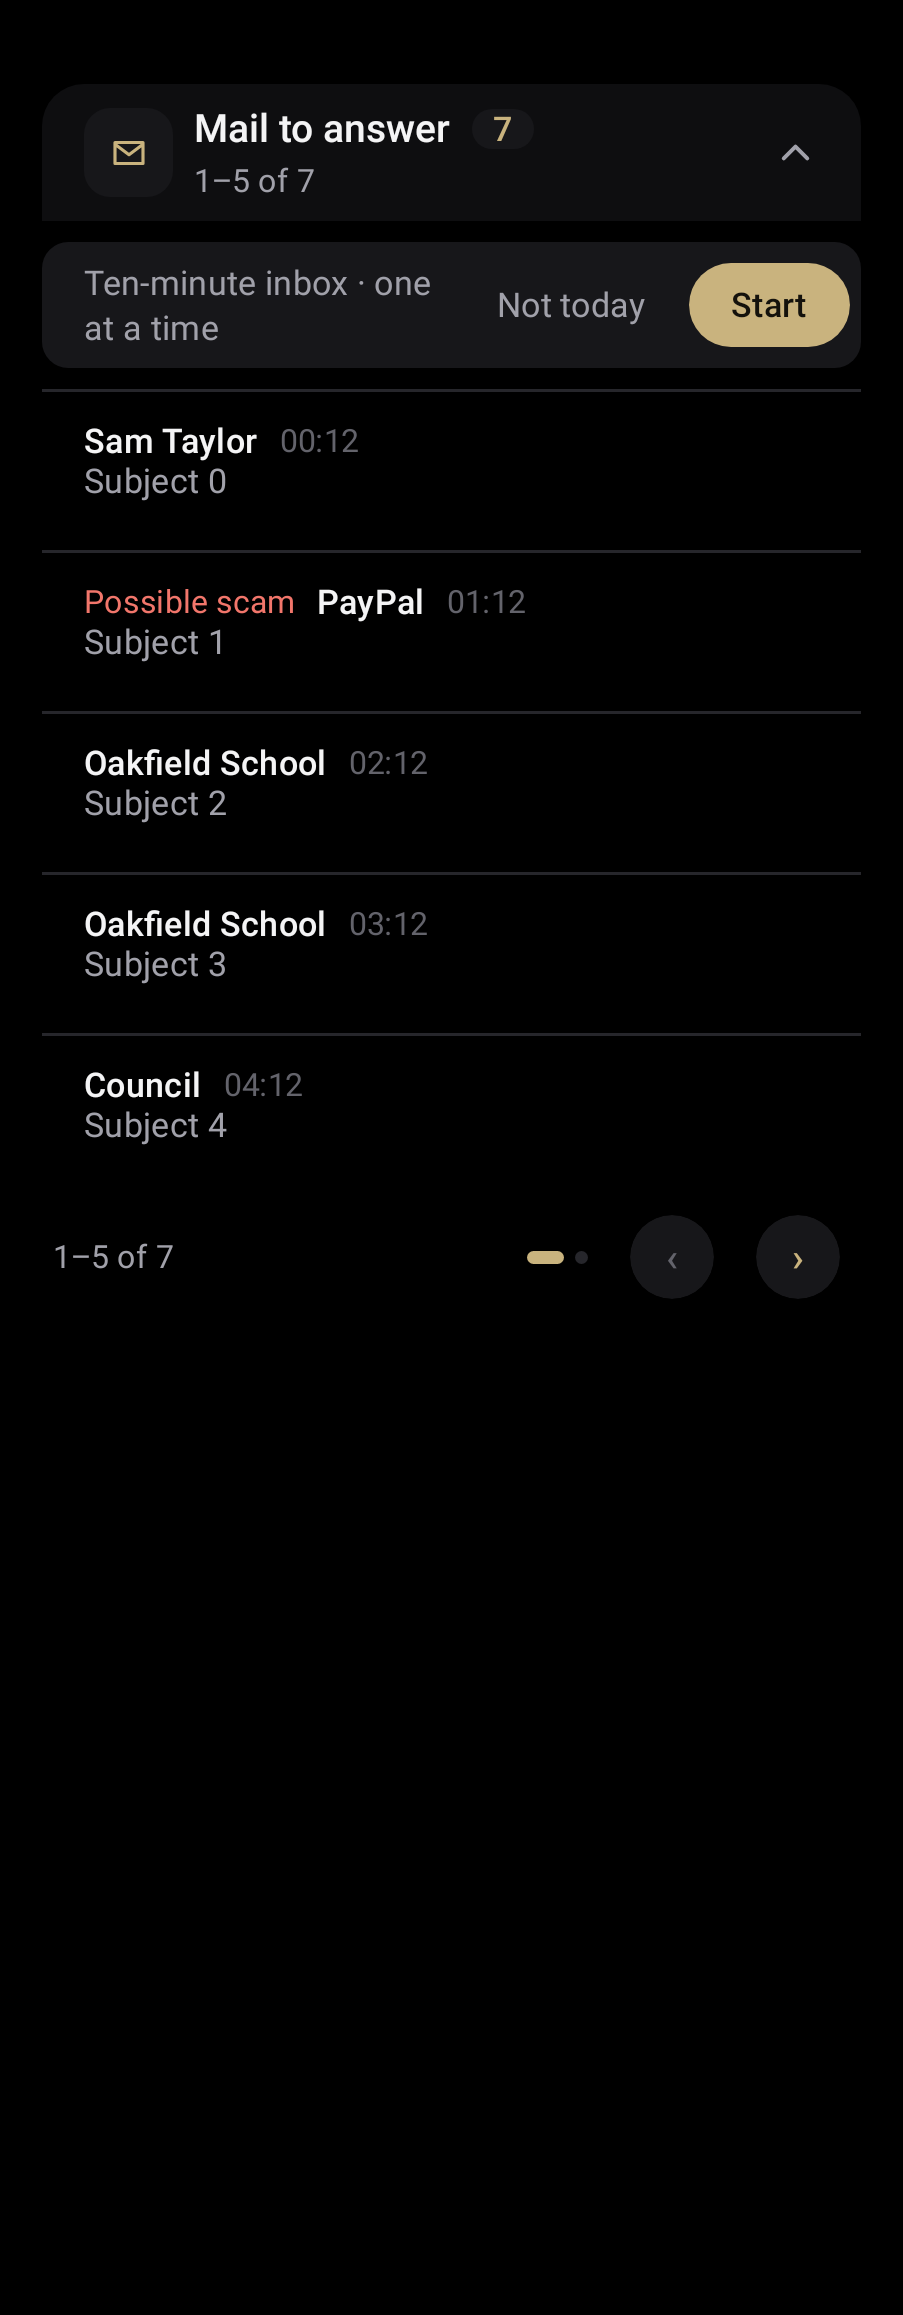 Mail to answer 7
1–5 of 7
Ten-minute inbox · one
at a time
Not today
Start
Sam Taylor 00:12
Subject 0
Possible scam PayPal 01:12
Subject 1
Oakfield School 02:12
Subject 2
Oakfield School 03:12
Subject 3
Council 04:12
Subject 4
1–5 of 7 ‹ ›